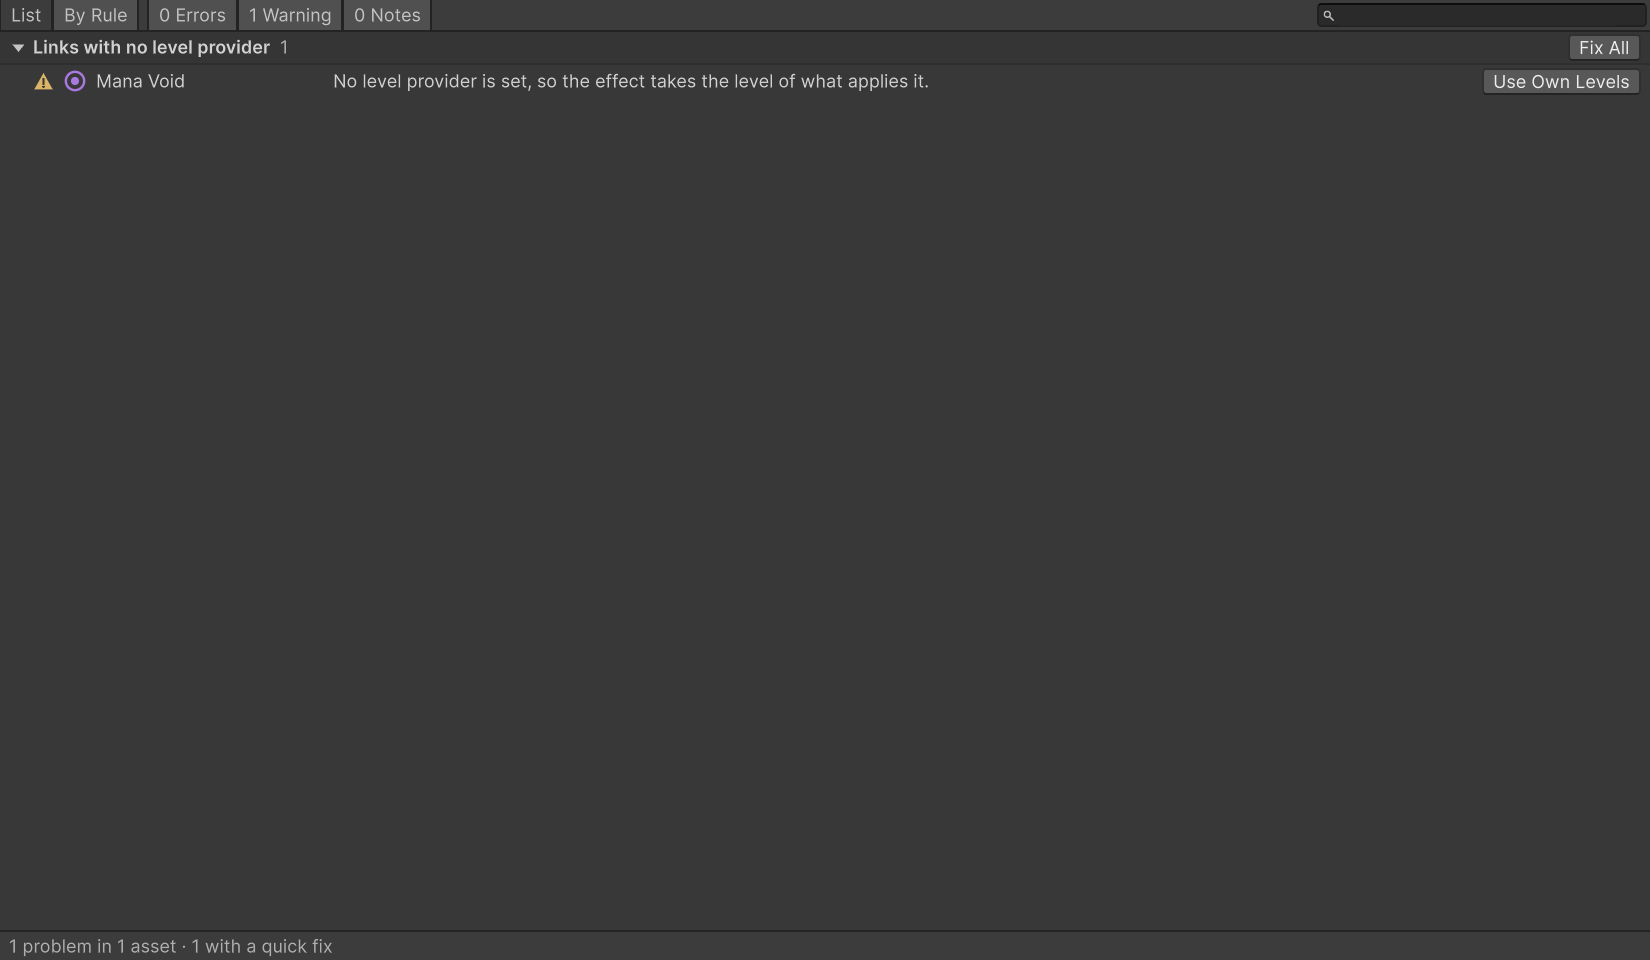 List By Rule 0 Errors 1 Warning 0 Notes
Links with no level provider 1 Fix All
Mana Void No level provider is set, so the effect takes the level of what applies it. Use Own Levels
1 problem in 1 asset · 1 with a quick fix